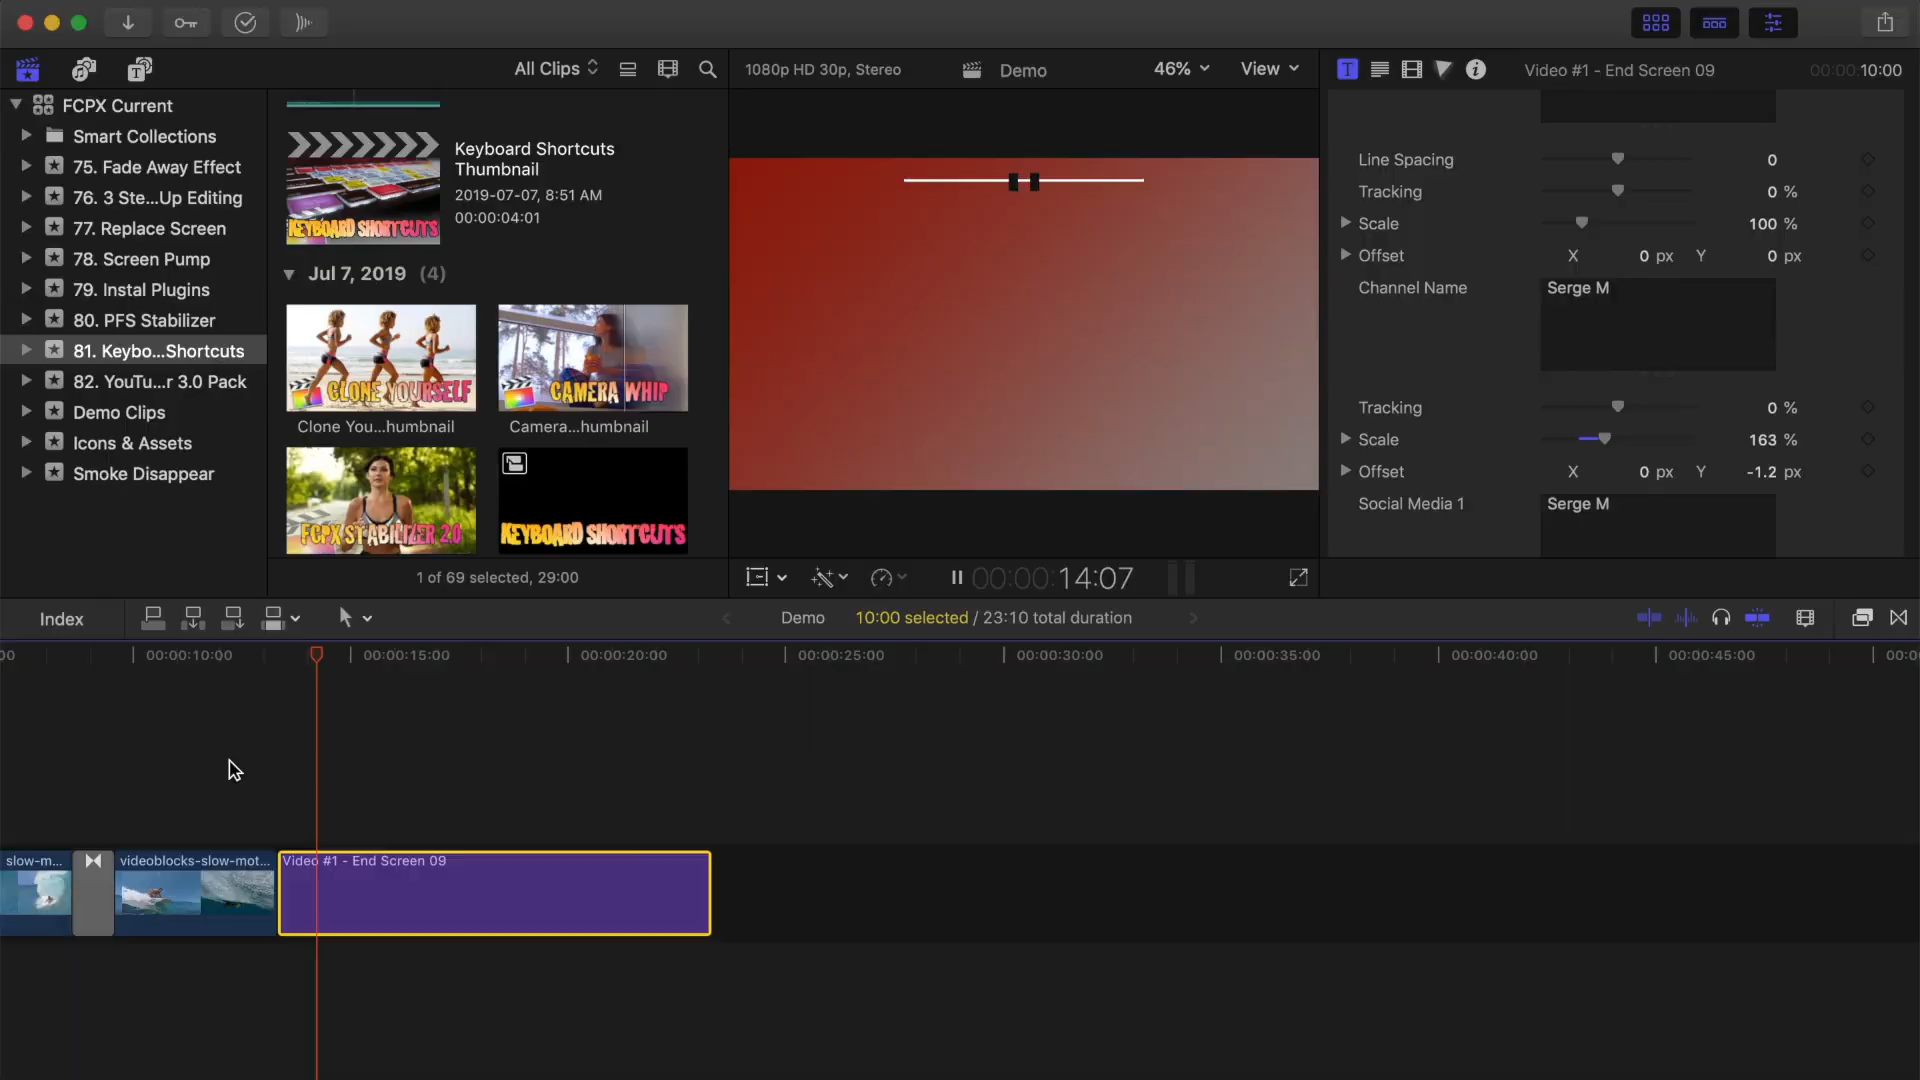 All Clips
1080p HD 30p, Stereo
Demo
46%
View
Video #1 - End Screen 09
00:00:10:00
FCPX Current
Smart Collections
75. Fade Away Effect
76. 3 Ste...Up Editing
77. Replace Screen
78. Screen Pump
79. Instal Plugins
80. PFS Stabilizer
81. Keybo...Shortcuts
82. YouTu...r 3.0 Pack
Demo Clips
Icons & Assets
Smoke Disappear
KEYBOARD SHORTCUTS
Keyboard Shortcuts
Thumbnail
2019-07-07, 8:51 AM
00:00:04:01
Jul 7, 2019 (4)
CLONE YOURSELF
Clone You...humbnail
CAMERA WHIP
Camera...humbnail
FCPX STABILIZER 2.0
KEYBOARD SHORTCUTS
1 of 69 selected, 29:00
Line Spacing 0
Tracking 0 %
Scale 100 %
Offset X 0 px Y 0 px
Channel Name Serge M
Tracking 0 %
Scale 163 %
Offset X 0 px Y -1.2 px
Social Media 1 Serge M
00:00:14:07
Index
Demo
10:00 selected / 23:10 total duration
00
00:00:10:00
00:00:15:00
00:00:20:00
00:00:25:00
00:00:30:00
00:00:35:00
00:00:40:00
00:00:45:00
00:0
slow-m...
videoblocks-slow-mot...
Video #1 - End Screen 09